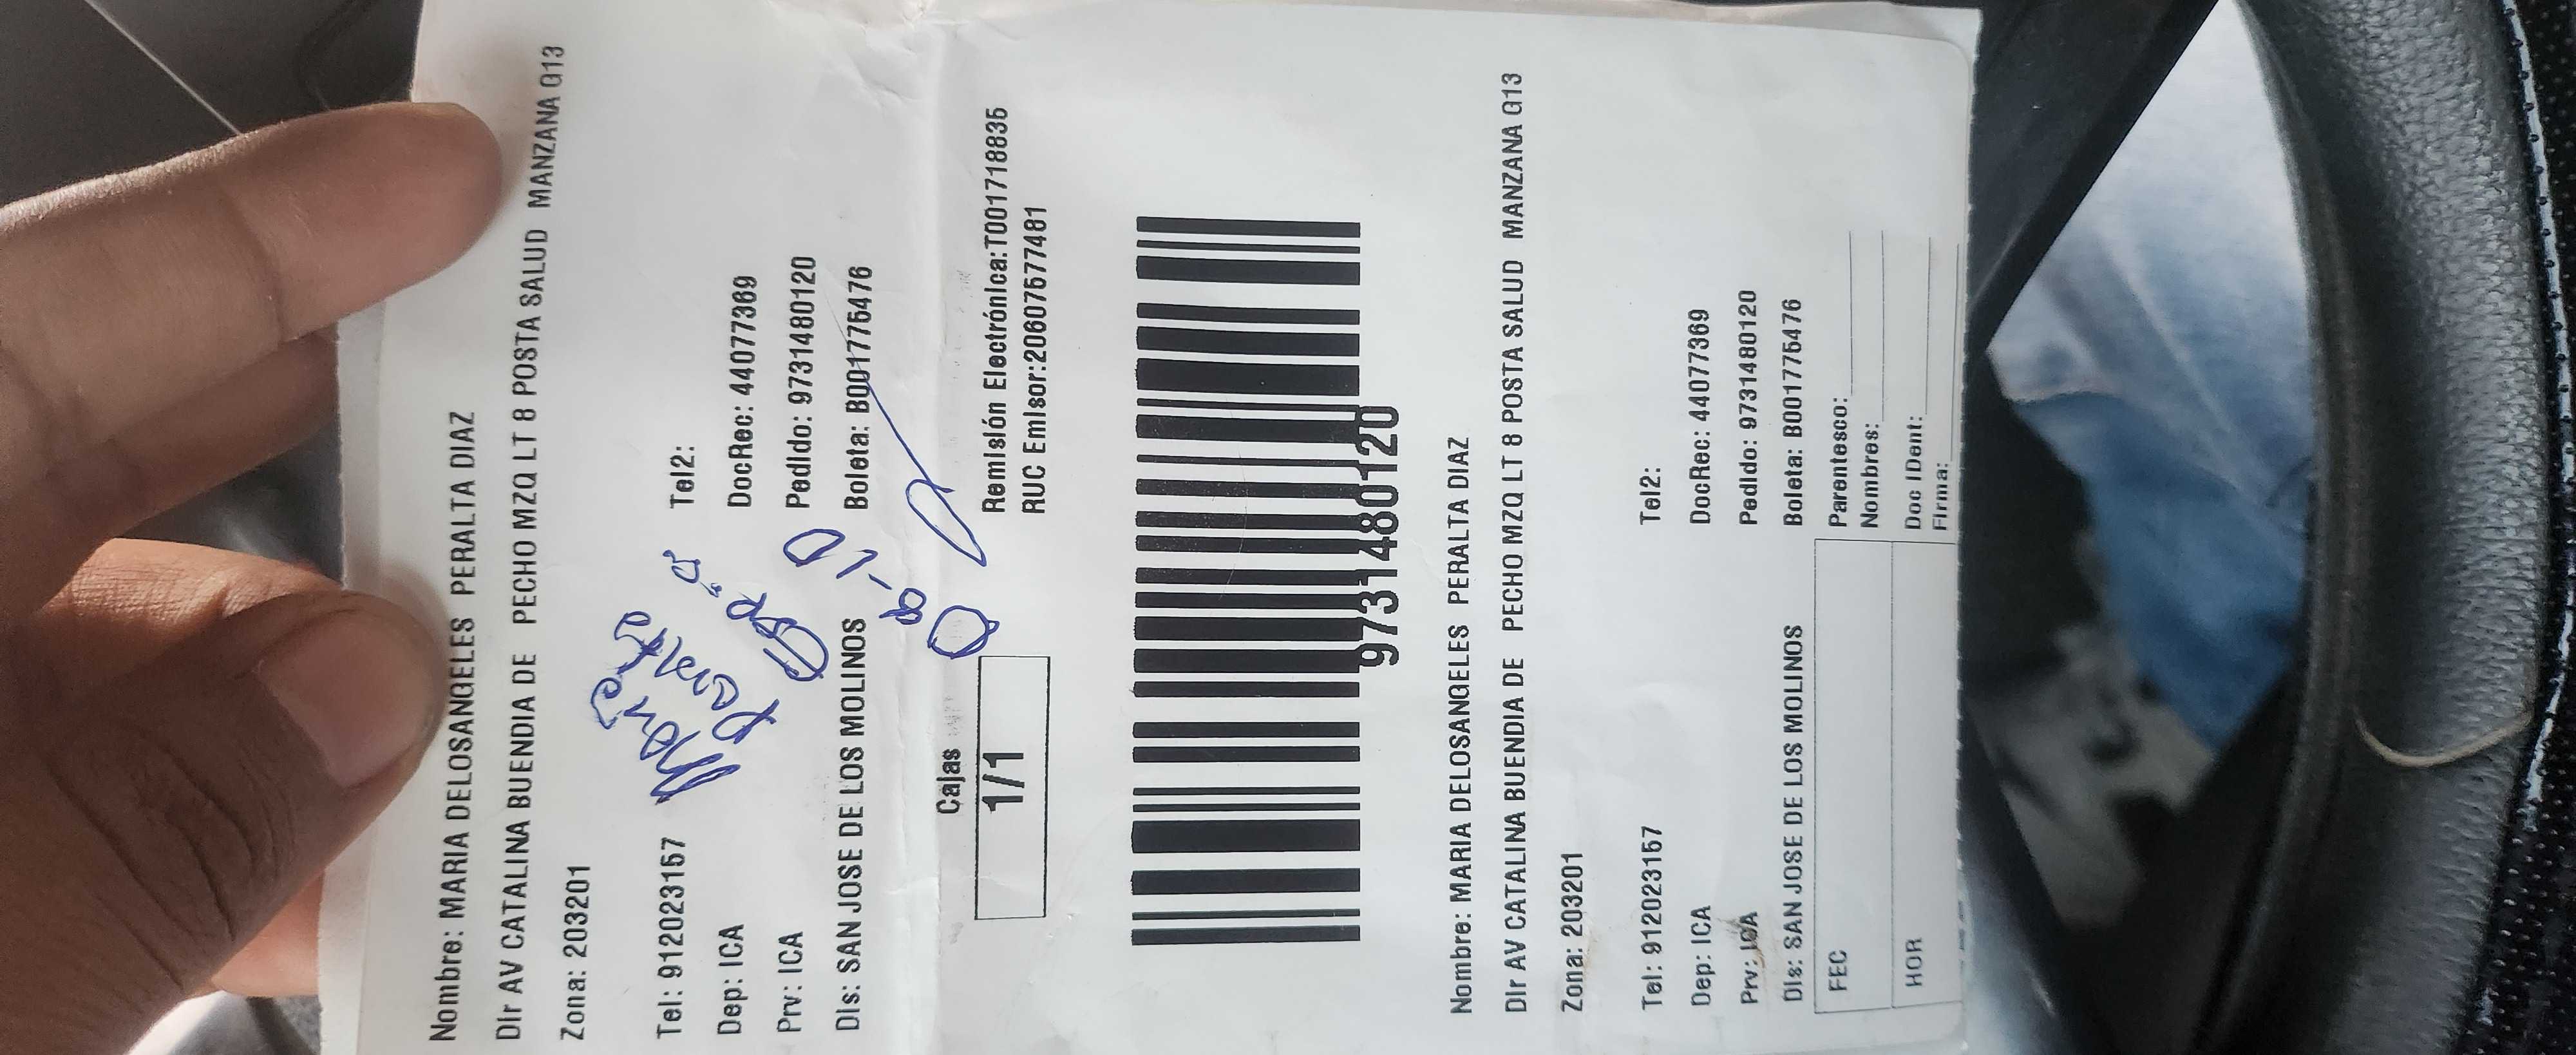 Nombre: MARIA DELOSANGELES PERALTA DIAZ
Dir AV CATALINA BUENDIA DE PECHO MZQ LT 8 POSTA SALUD MANZANA G13
Zona: 203201
Tel: 912023157 Tel2:
Dep: ICA DocRec: 44077369
Prv: ICA Pedido: 9731480120
Dis: SAN JOSE DE LOS MOLINOS Boleta: B001775476
Maria
Peralta
Cajas
1/1
Remisión Electrónica:T001718835
RUC Emisor:20607577481
9731480120
Nombre: MARIA DELOSANGELES PERALTA DIAZ
Dir AV CATALINA BUENDIA DE PECHO MZQ LT 8 POSTA SALUD MANZANA G13
Zona: 203201
Tel: 912023157 Tel2:
Dep: ICA DocRec: 44077369
Prv: ICA Pedido: 9731480120
Dis: SAN JOSE DE LOS MOLINOS Boleta: B001775476
FEC Parentesco:
Nombres:
HOR Doc IDent:
Firma: